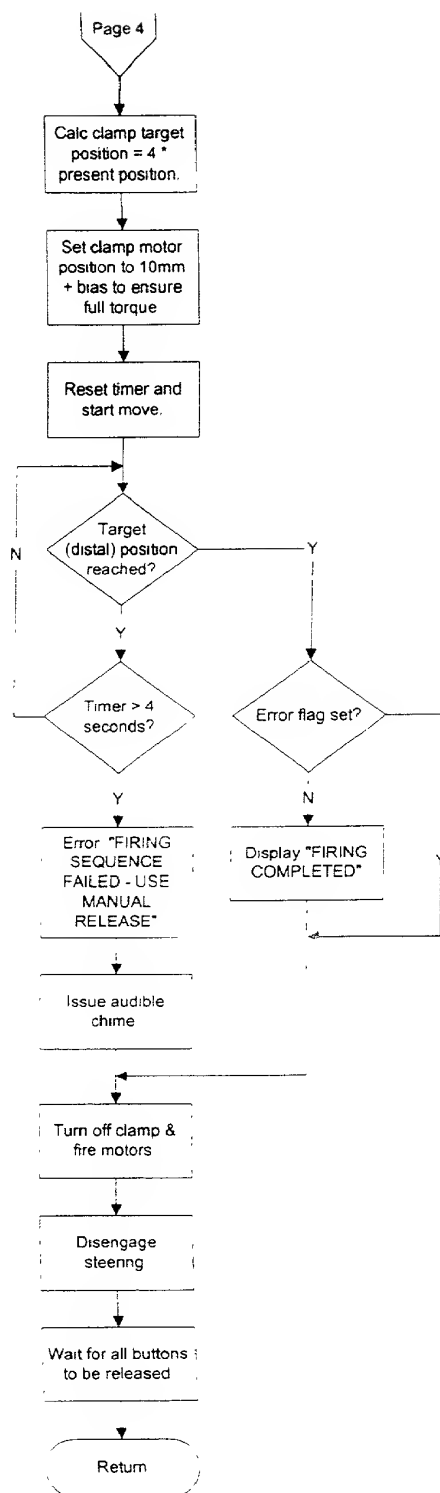 Page 4
Calc clamp target
position = 4 *
present position.
Set clamp motor
position to 10mm
+ bias to ensure
full torque
Reset timer and
start move.
Target
(distal) position
reached?
N
Y
Y
Timer > 4
seconds?
Error flag set?
Y
N
Error "FIRING
SEQUENCE
FAILED - USE
MANUAL
RELEASE"
Display "FIRING
COMPLETED"
Y
Issue audible
chime
Turn off clamp &
fire motors
Disengage
steering
Wait for all buttons
to be released
Return